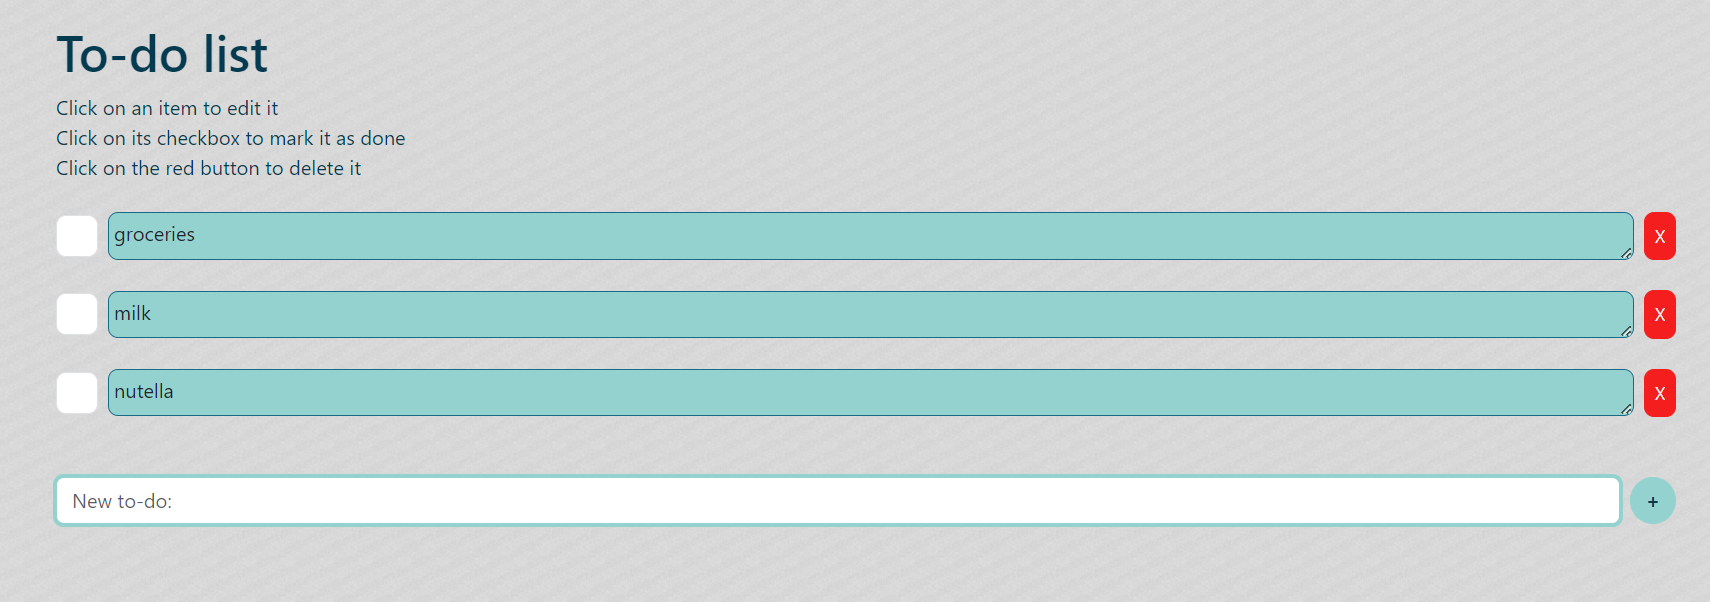 To-do list
Click on an item to edit it
Click on its checkbox to mark it as done
Click on the red button to delete it
groceries X
milk X
nutella X
New to-do: +